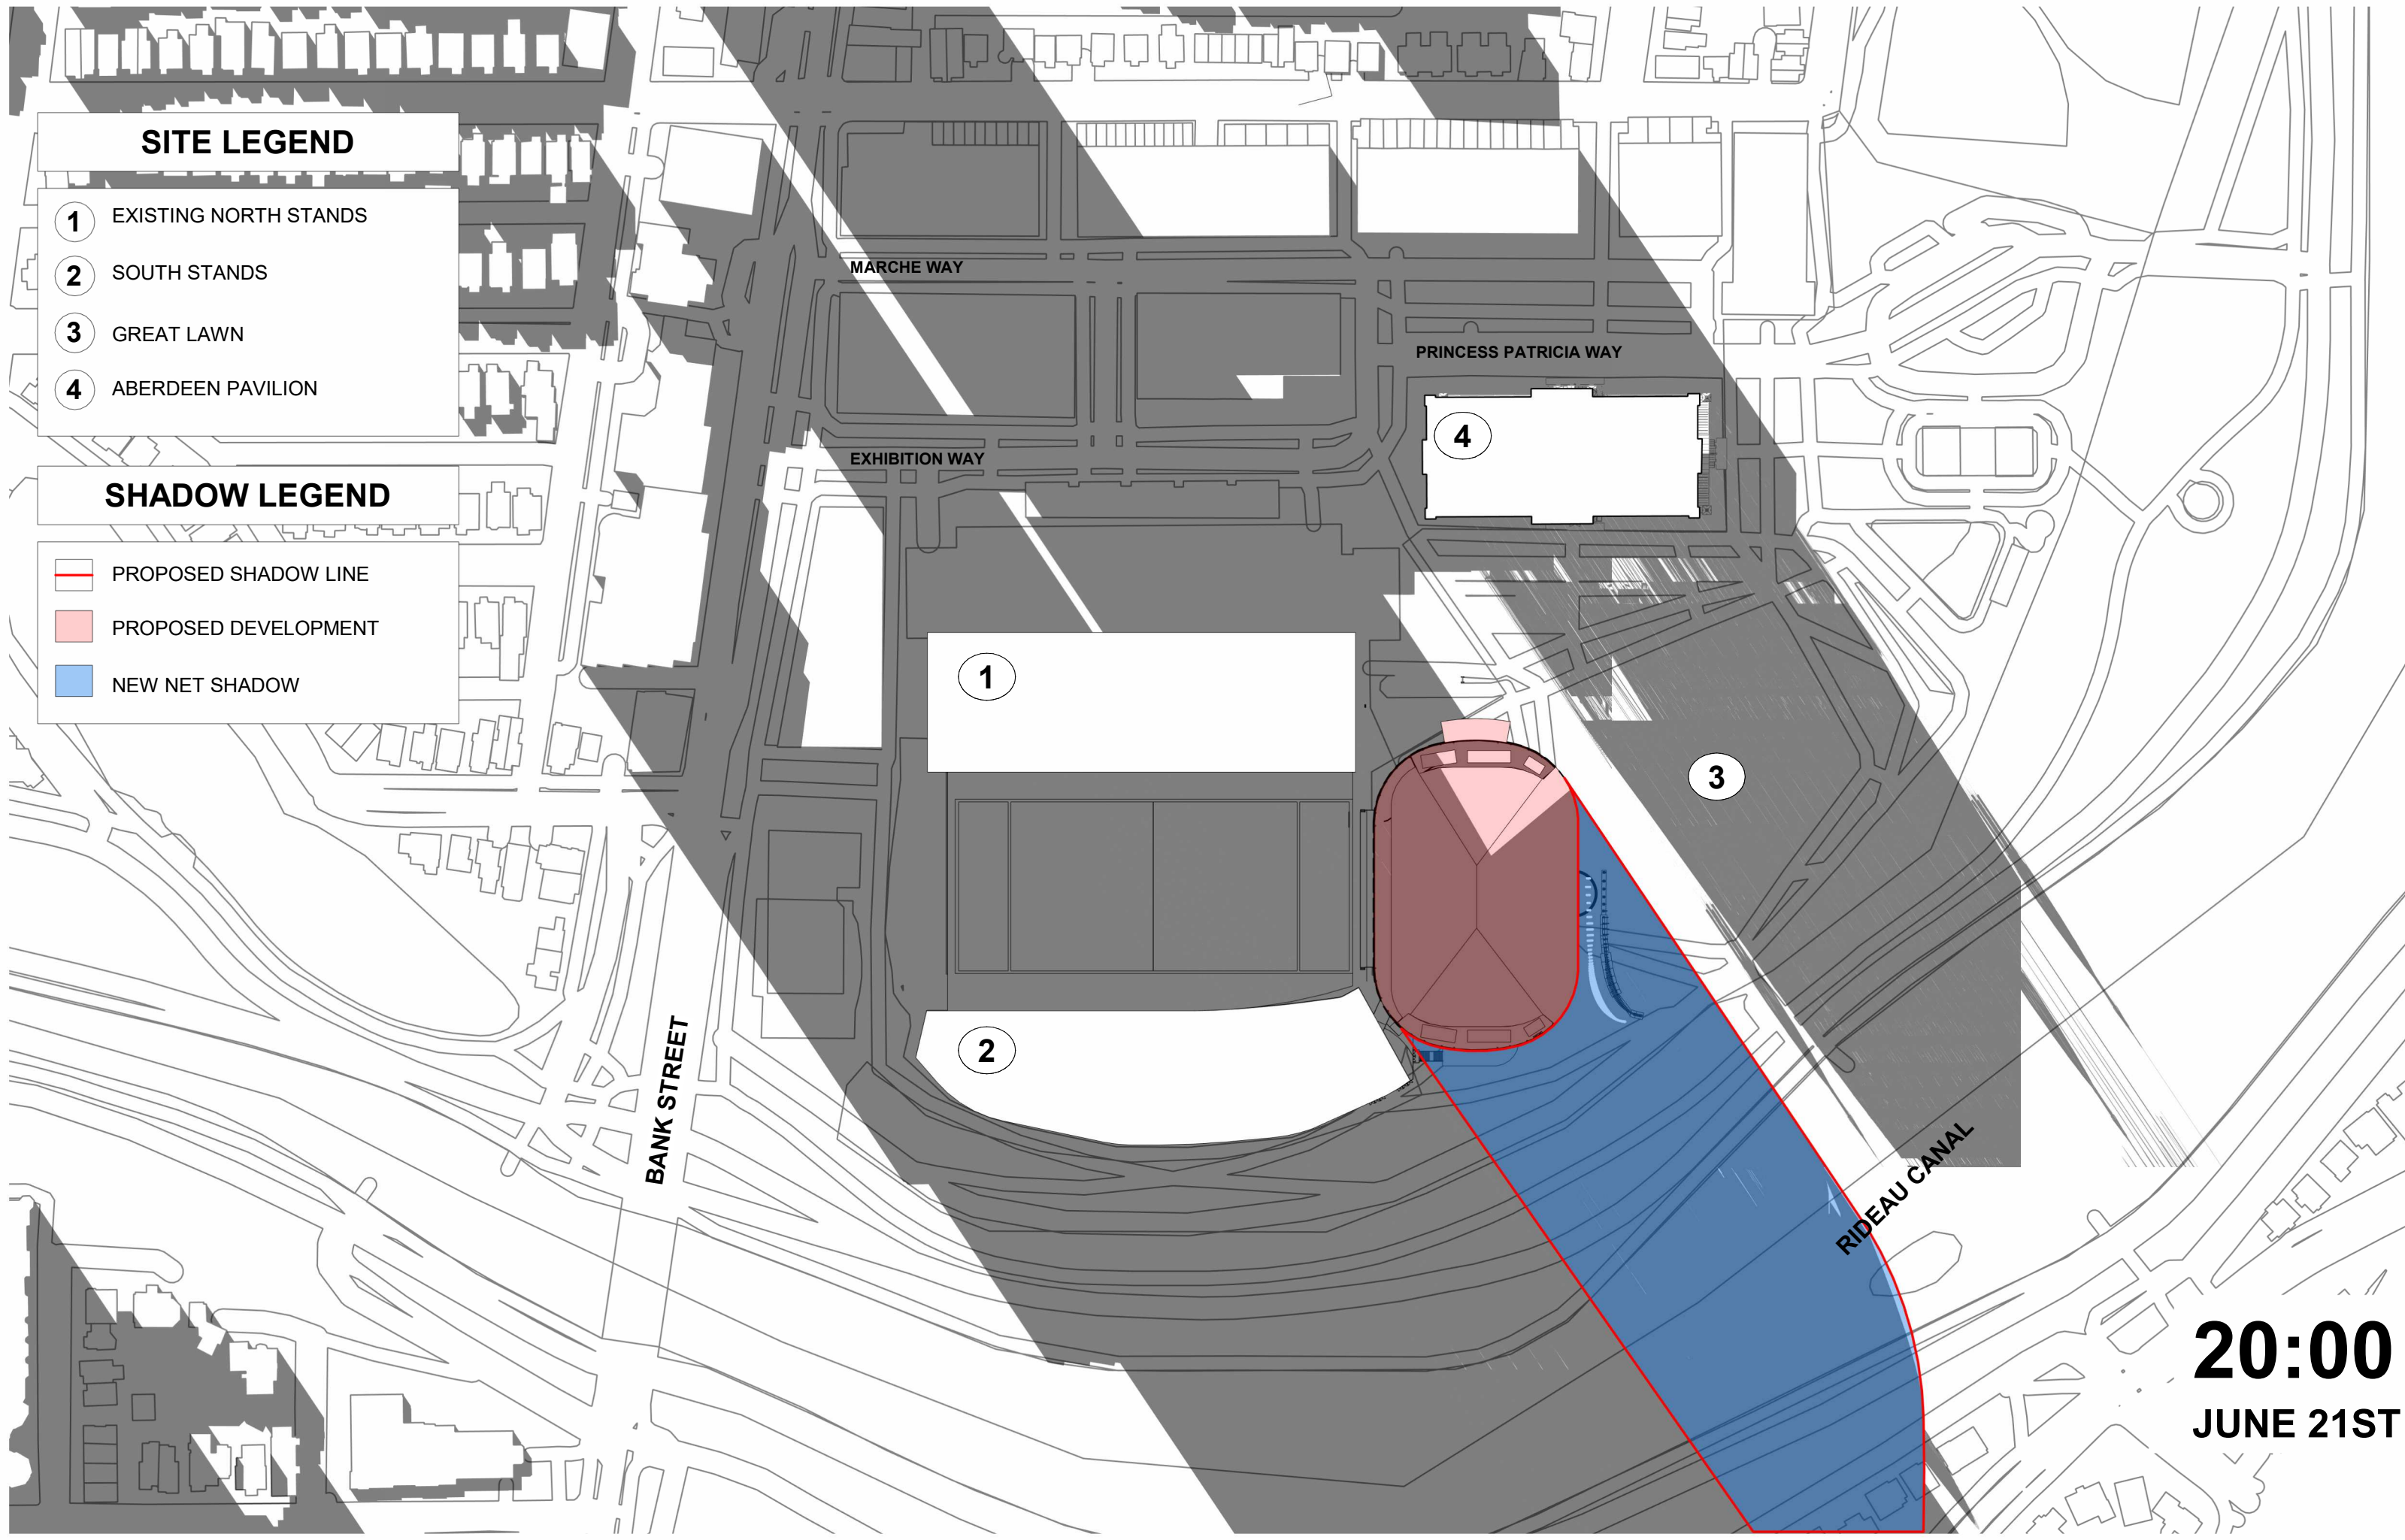 SITE LEGEND
1 EXISTING NORTH STANDS
2 SOUTH STANDS
3 GREAT LAWN
4 ABERDEEN PAVILION
SHADOW LEGEND
PROPOSED SHADOW LINE
PROPOSED DEVELOPMENT
NEW NET SHADOW
MARCHE WAY
PRINCESS PATRICIA WAY
EXHIBITION WAY
4
1
3
2
BANK STREET
RIDEAU CANAL
20:00
JUNE 21ST